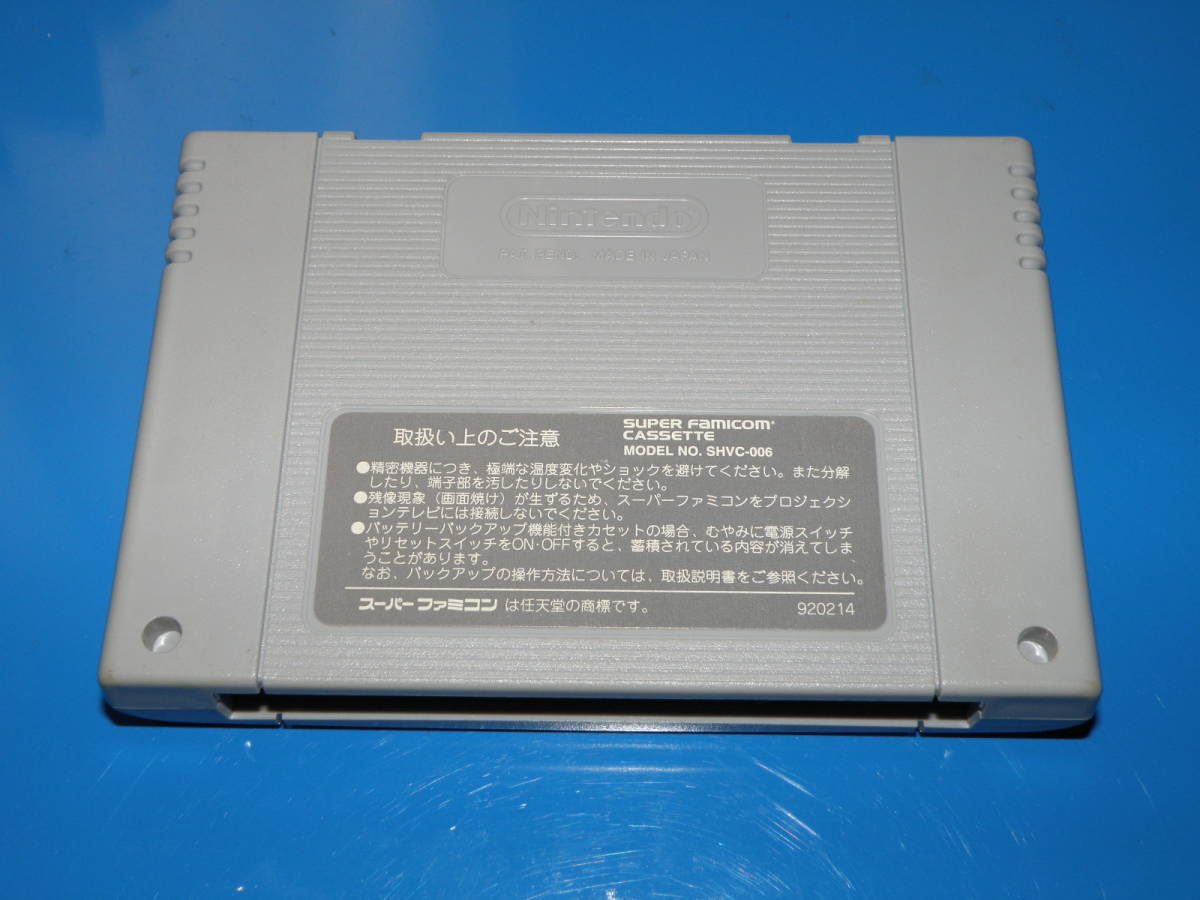 Nintendo
PAT. PEND. MADE IN JAPAN
取扱い上のご注意
SUPER FAMICOM®
CASSETTE
MODEL NO. SHVC-006
●精密機器につき、極端な温度変化やショックを避けてください。また分解
したり、端子部を汚したりしないでください。
●残像現象(画面焼け)が生ずるため、スーパーファミコンをプロジェクシ
ョンテレビには接続しないでください。
●バッテリーバックアップ機能付きカセットの場合、むやみに電源スイッチ
やリセットスイッチをON・OFFすると、蓄積されている内容が消えてしま
うことがあります。
なお、バックアップの操作方法については、取扱説明書をご参照ください。
スーパーファミコン は任天堂の商標です。
920214